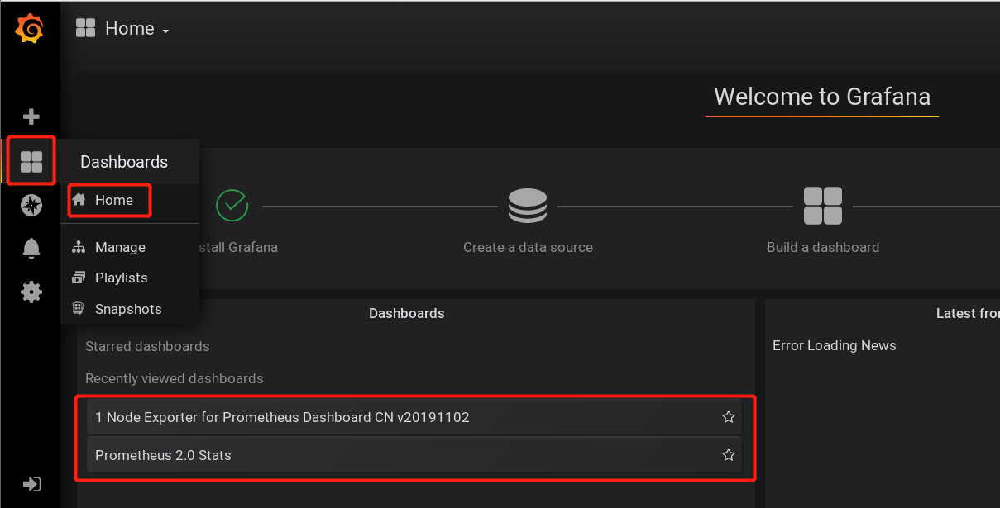 Home
Welcome to Grafana
Dashboards
Home
Manage
Playlists
Snapshots
stall Grafana
Create a data source
Build a dashboard
Dashboards
Starred dashboards
Recently viewed dashboards
1 Node Exporter for Prometheus Dashboard CN v20191102
Prometheus 2.0 Stats
Latest fro
Error Loading News